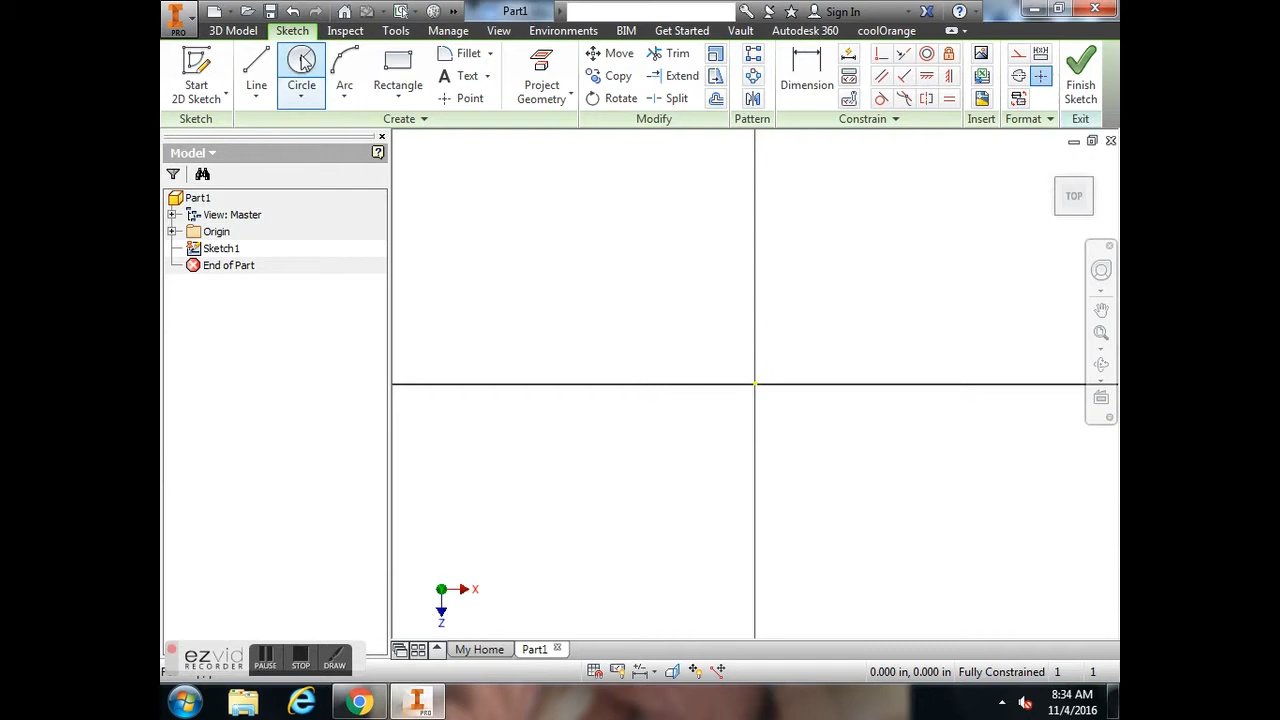 Part1
Sign In
PRO
3D Model Sketch Inspect Tools Manage View Environments BIM Get Started Vault Autodesk 360 coolOrange
Start
2D Sketch
Line
Circle
Arc
Rectangle
Fillet
Text
Point
Project
Geometry
Move
Copy
Rotate
Trim
Extend
Split
Dimension
Finish
Sketch
Sketch Create Modify Pattern Constrain Insert Format Exit
Model
Part1
View: Master
Origin
Sketch1
End of Part
TOP
X
Z
ezvid
RECORDER
PAUSE
STOP
DRAW
My Home
Part1
0.000 in, 0.000 in Fully Constrained 1 1
PRO
8:34 AM
11/4/2016